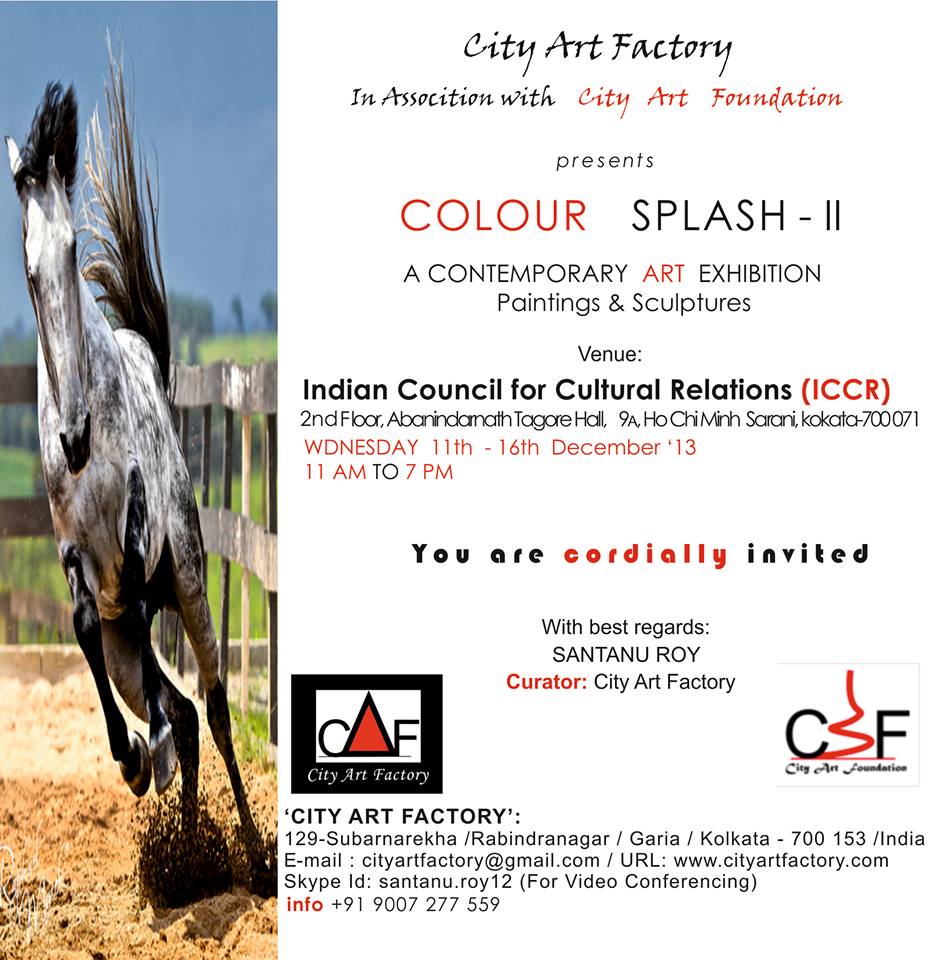 City Art Factory
In Assocition with City Art Foundation
presents
COLOUR SPLASH - II
A CONTEMPORARY ART EXHIBITION
Paintings & Sculptures
Venue:
Indian Council for Cultural Relations (ICCR)
2nd Floor, Abanindarnath Tagore Hall, 9A, Ho Chi Minh Sarani, kokata-700 071
WDNESDAY 11th - 16th December ‘13
11 AM TO 7 PM
You are cordially invited
With best regards:
SANTANU ROY
Curator: City Art Factory
CAF
City Art Factory
CF
City Art Foundation
‘CITY ART FACTORY’:
129-Subarnarekha /Rabindranagar / Garia / Kolkata - 700 153 /India
E-mail : cityartfactory@gmail.com / URL: www.cityartfactory.com
Skype Id: santanu.roy12 (For Video Conferencing)
info +91 9007 277 559